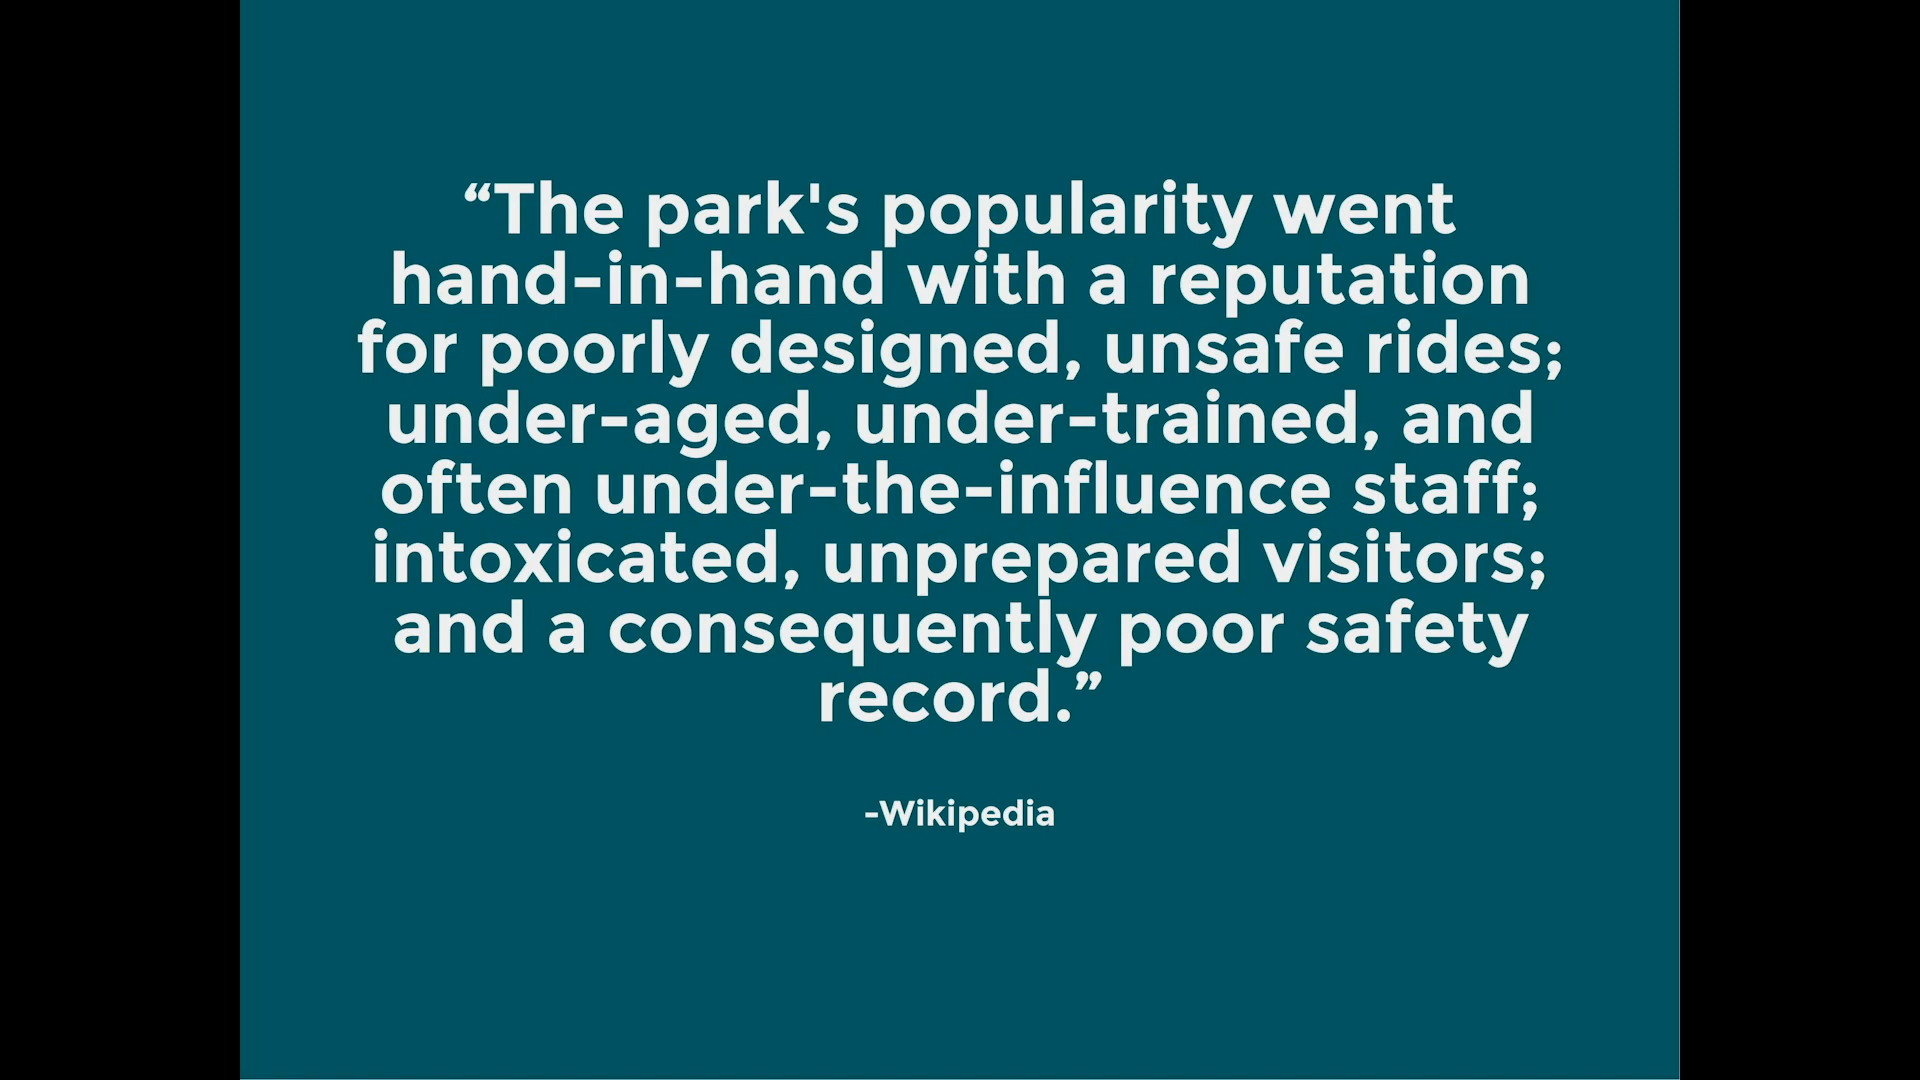 “The park's popularity went
hand-in-hand with a reputation
for poorly designed, unsafe rides;
under-aged, under-trained, and
often under-the-influence staff;
intoxicated, unprepared visitors;
and a consequently poor safety
record.”
-Wikipedia